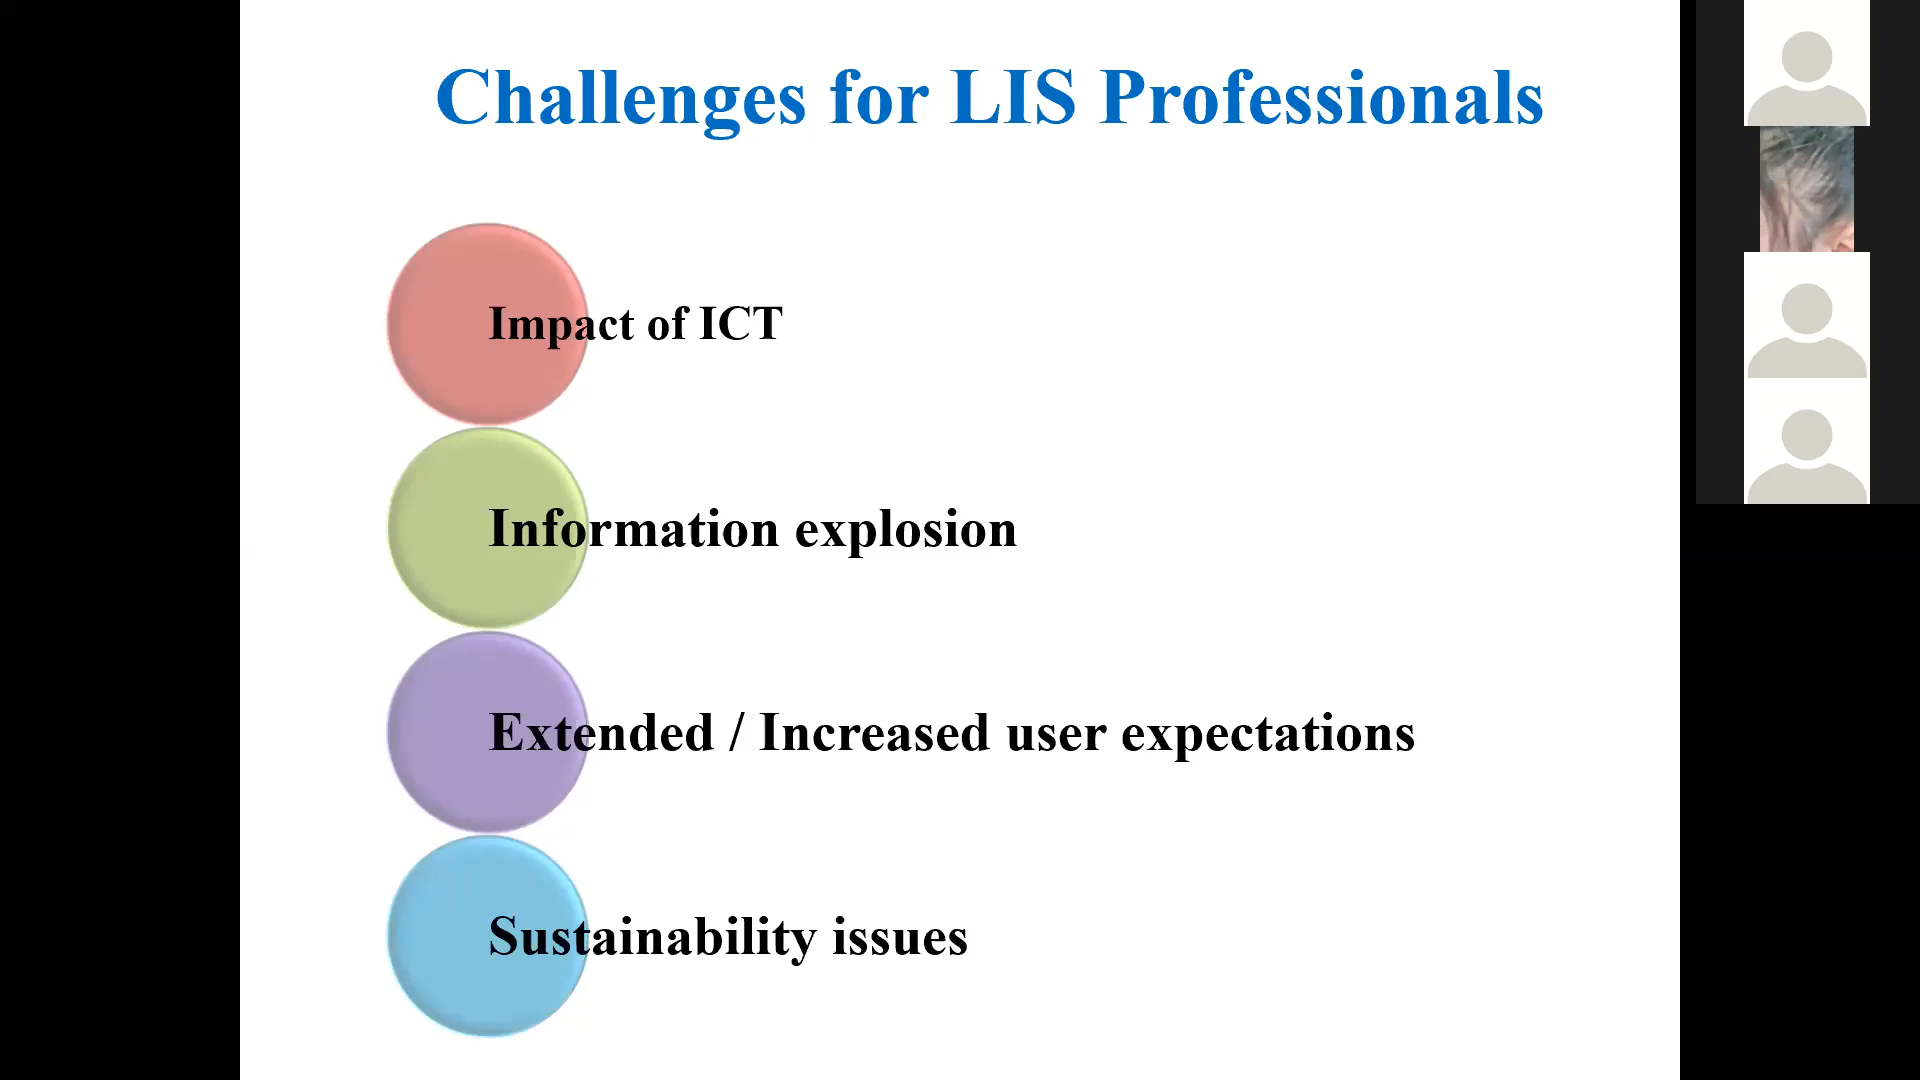 Challenges for LIS Professionals
Impact of ICT
Information explosion
Extended / Increased user expectations
Sustainability issues